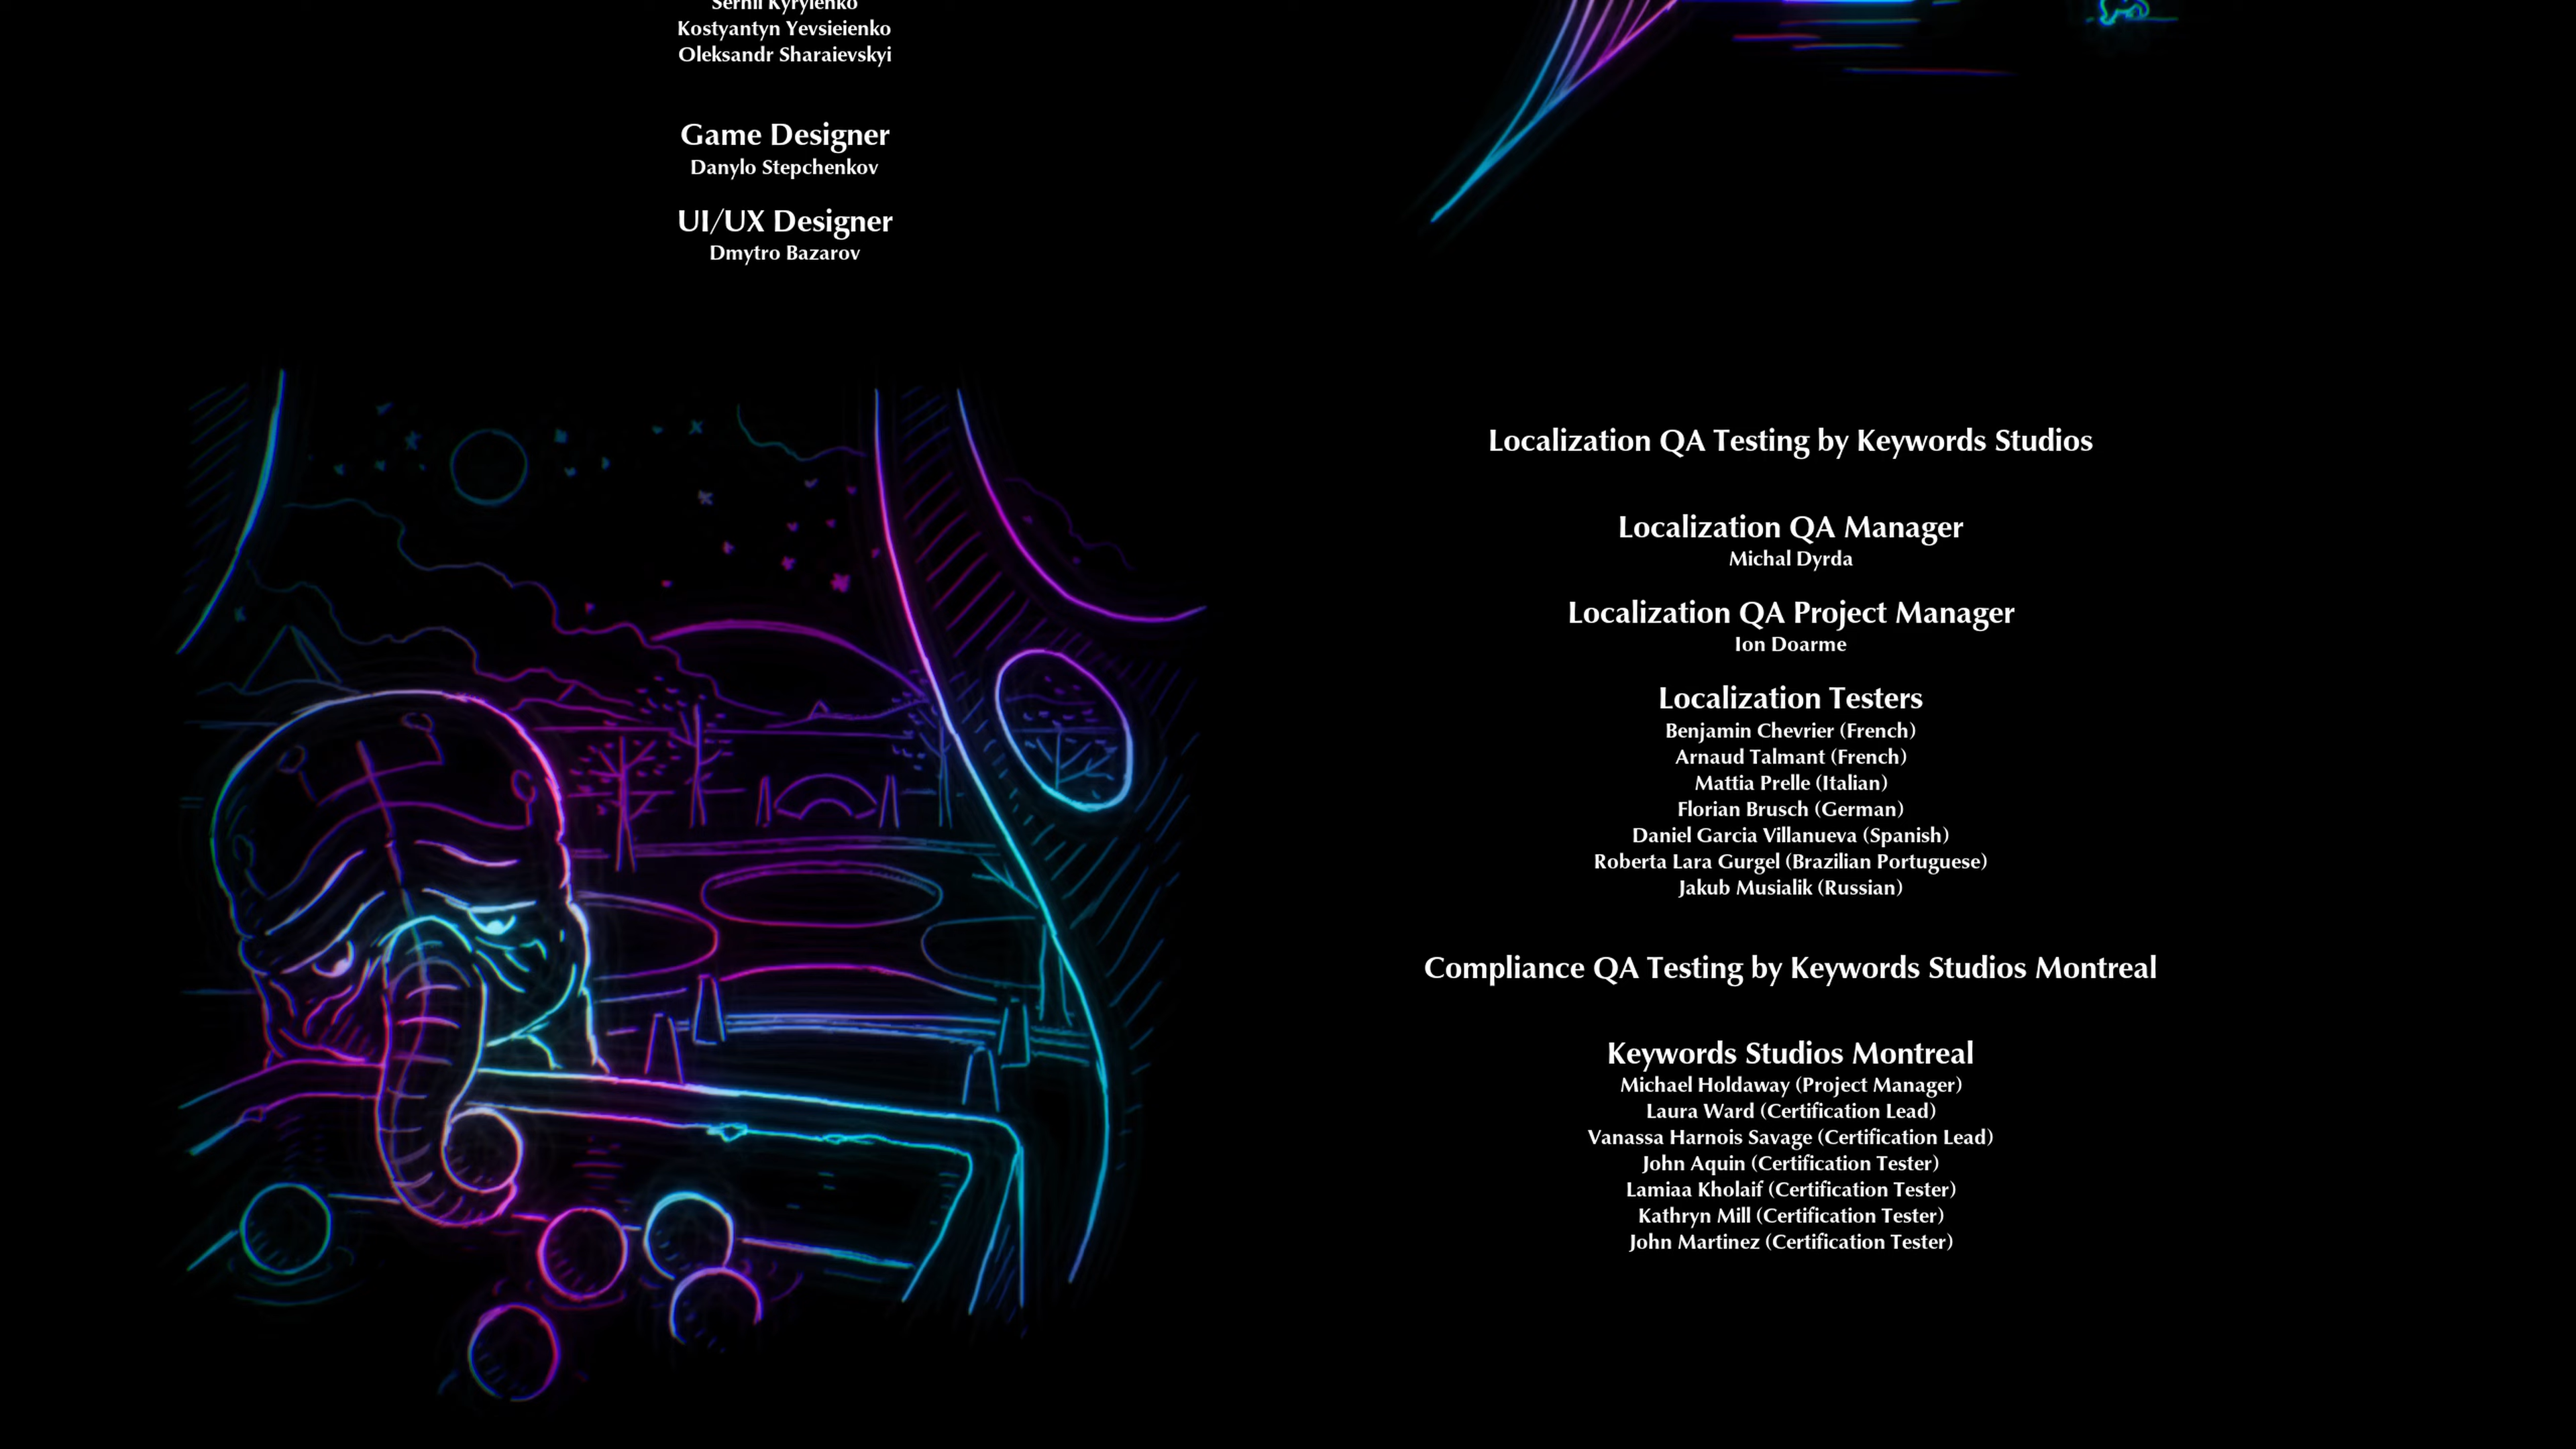 Serhii Kyrylenko
Kostyantyn Yevsieienko
Oleksandr Sharaievskyi
Game Designer
Danylo Stepchenkov
UI/UX Designer
Dmytro Bazarov
Localization QA Testing by Keywords Studios
Localization QA Manager
Michal Dyrda
Localization QA Project Manager
Ion Doarme
Localization Testers
Benjamin Chevrier (French)
Arnaud Talmant (French)
Mattia Prelle (Italian)
Florian Brusch (German)
Daniel Garcia Villanueva (Spanish)
Roberta Lara Gurgel (Brazilian Portuguese)
Jakub Musialik (Russian)
Compliance QA Testing by Keywords Studios Montreal
Keywords Studios Montreal
Michael Holdaway (Project Manager)
Laura Ward (Certification Lead)
Vanassa Harnois Savage (Certification Lead)
John Aquin (Certification Tester)
Lamiaa Kholaif (Certification Tester)
Kathryn Mill (Certification Tester)
John Martinez (Certification Tester)